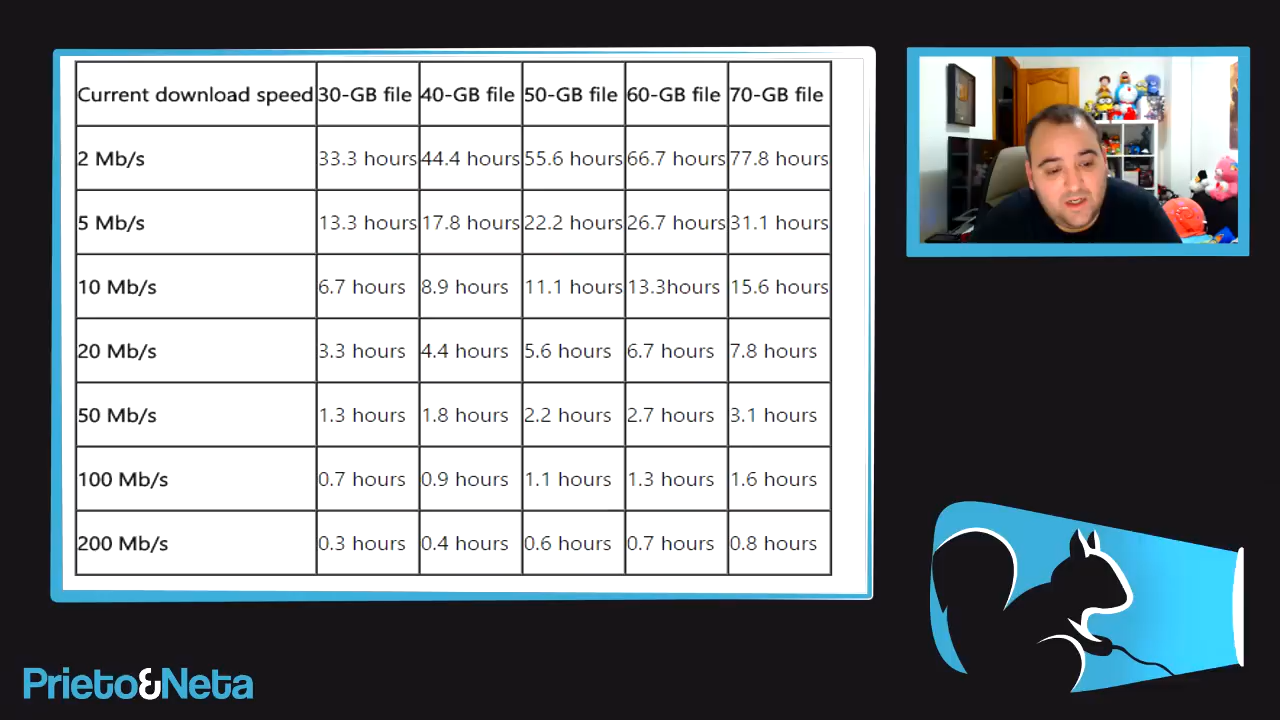 Current download speed 30-GB file 40-GB file 50-GB file 60-GB file 70-GB file
2 Mb/s 33.3 hours 44.4 hours 55.6 hours 66.7 hours 77.8 hours
5 Mb/s 13.3 hours 17.8 hours 22.2 hours 26.7 hours 31.1 hours
10 Mb/s 6.7 hours 8.9 hours 11.1 hours 13.3hours 15.6 hours
20 Mb/s 3.3 hours 4.4 hours 5.6 hours 6.7 hours 7.8 hours
50 Mb/s 1.3 hours 1.8 hours 2.2 hours 2.7 hours 3.1 hours
100 Mb/s 0.7 hours 0.9 hours 1.1 hours 1.3 hours 1.6 hours
200 Mb/s 0.3 hours 0.4 hours 0.6 hours 0.7 hours 0.8 hours
Prieto&Neta